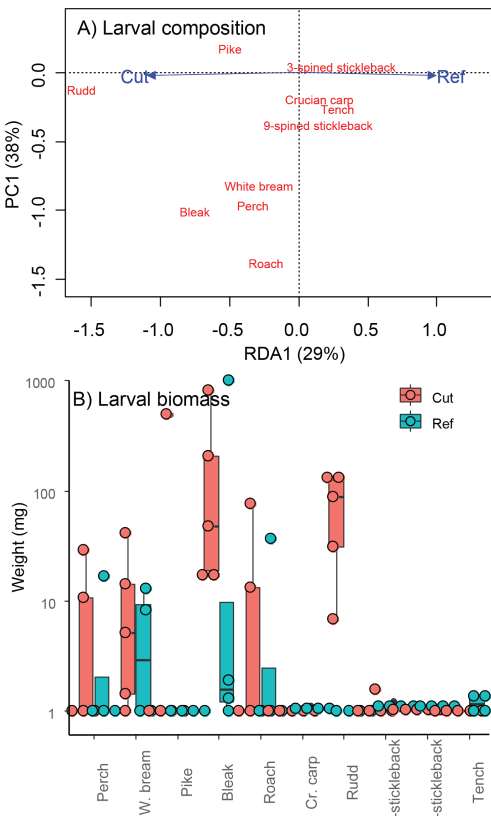 A) Larval composition
Pike
3-spined stickleback
Cut
Ref
Rudd
Crucian carp
Tench
9-spined stickleback
White bream
Perch
Bleak
Roach
0.0
-0.5
-1.0
-1.5
PC1 (38%)
-1.5 -1.0 -0.5 0.0 0.5 1.0
RDA1 (29%)
B) Larval biomass
Cut
Ref
1000
100
10
1
Weight (mg)
Perch
W. bream
Pike
Bleak
Roach
Cr. carp
Rudd
-stickleback
-stickleback
Tench